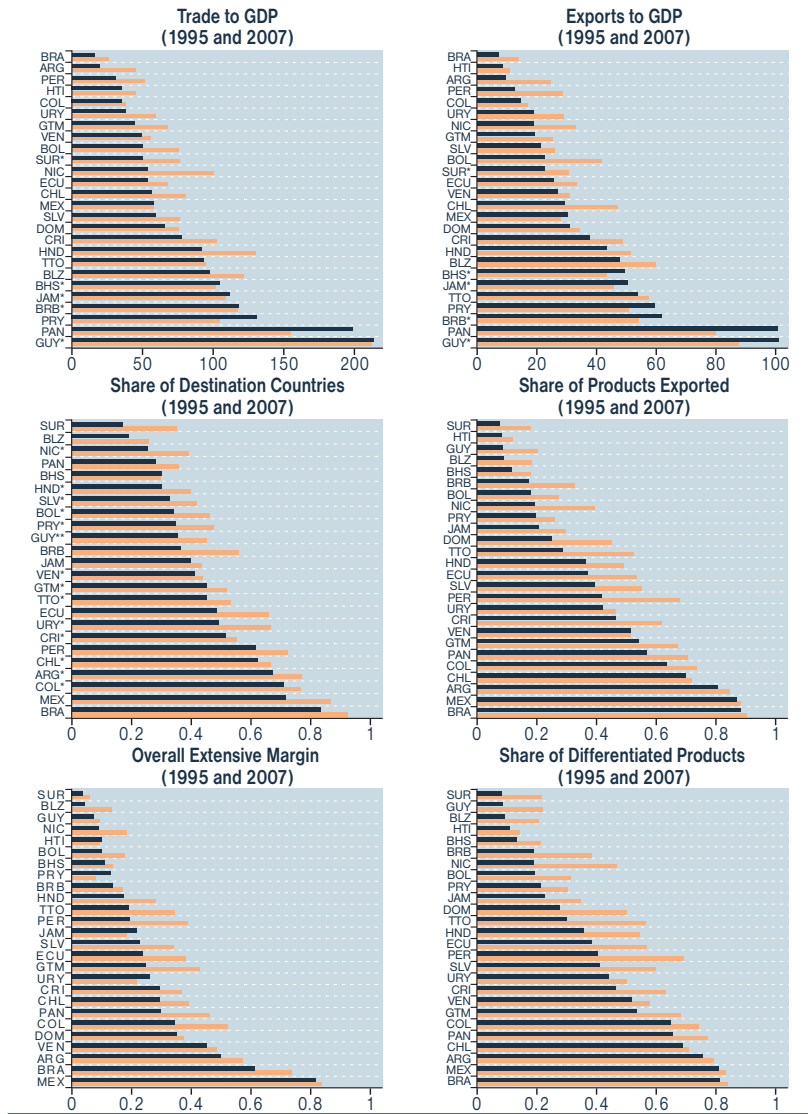 Trade to GDP
(1995 and 2007)
BRA
ARG
PER
HTI
COL
URY
GTM
VEN
BOL
SUR*
NIC
ECU
CHL
MEX
SLV
DOM
CRI
HND
TTO
BLZ
BHS*
JAM*
BRB*
PRY
PAN
GUY*
0 50 100 150 200
Exports to GDP
(1995 and 2007)
BRA
HTI
ARG
PER
COL
URY
NIC
GTM
SLV
BOL
SUR*
ECU
VEN
CHL
MEX
DOM
CRI
HND
BLZ
BHS*
JAM*
TTO
PRY
BRB*
PAN
GUY*
0 20 40 60 80 100
Share of Destination Countries
(1995 and 2007)
SUR
BLZ
NIC*
PAN
BHS
HND*
SLV*
BOL*
PRY*
GUY**
BRB
JAM
VEN*
GTM*
TTO*
ECU
URY*
CRI*
PER
CHL*
ARG*
COL*
MEX
BRA
0 0.2 0.4 0.6 0.8 1
Share of Products Exported
(1995 and 2007)
SUR
HTI
GUY
BLZ
BHS
BRB
BOL
NIC
PRY
JAM
DOM
TTO
HND
ECU
SLV
PER
URY
CRI
VEN
GTM
PAN
COL
CHL
ARG
MEX
BRA
0 0.2 0.4 0.6 0.8 1
Overall Extensive Margin
(1995 and 2007)
SUR
BLZ
GUY
NIC
HTI
BOL
BHS
PRY
BRB
HND
TTO
PER
JAM
SLV
ECU
GTM
URY
CRI
CHL
PAN
COL
DOM
VEN
ARG
BRA
MEX
0 0.2 0.4 0.6 0.8 1
Share of Differentiated Products
(1995 and 2007)
SUR
GUY
BLZ
HTI
BHS
BRB
NIC
BOL
PRY
JAM
DOM
TTO
HND
ECU
PER
SLV
URY
CRI
VEN
GTM
COL
PAN
CHL
ARG
MEX
BRA
0 0.2 0.4 0.6 0.8 1